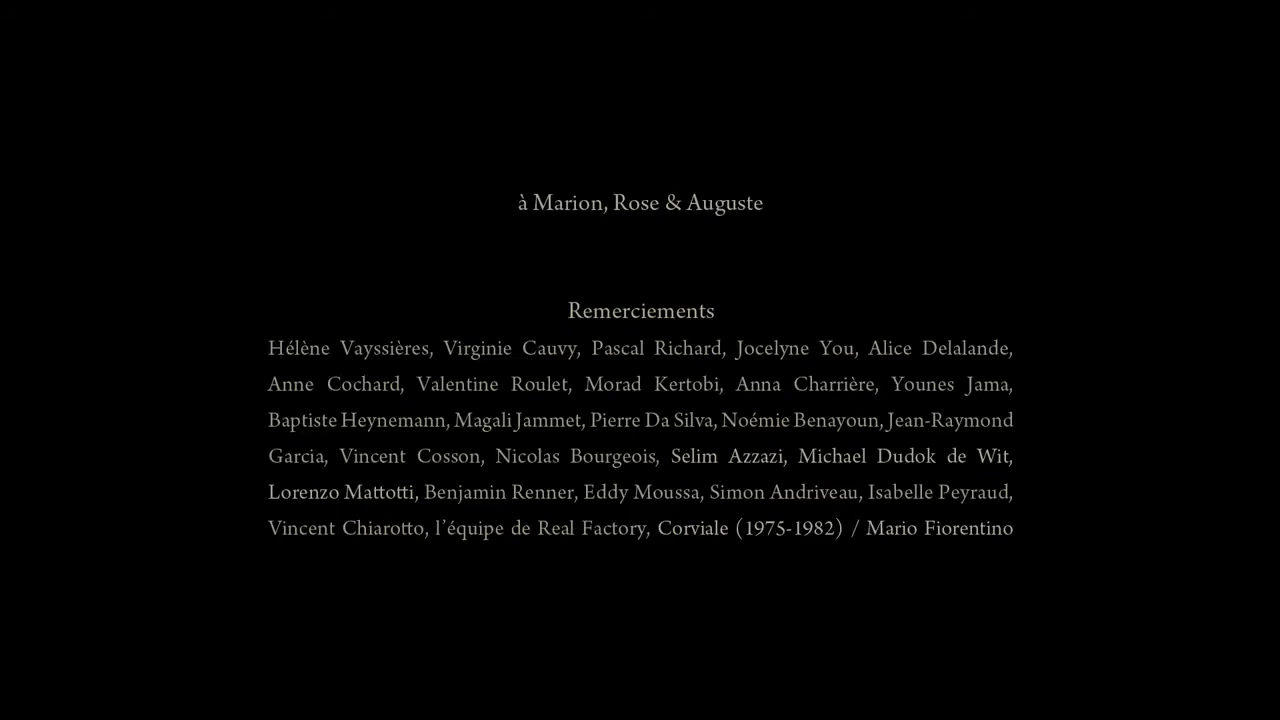 à Marion, Rose & Auguste
Remerciements
Hélène Vayssières, Virginie Cauvy, Pascal Richard, Jocelyne You, Alice Delalande,
Anne Cochard, Valentine Roulet, Morad Kertobi, Anna Charrière, Younes Jama,
Baptiste Heynemann, Magali Jammet, Pierre Da Silva, Noémie Benayoun, Jean-Raymond
Garcia, Vincent Cosson, Nicolas Bourgeois, Selim Azzazi, Michael Dudok de Wit,
Lorenzo Mattotti, Benjamin Renner, Eddy Moussa, Simon Andriveau, Isabelle Peyraud,
Vincent Chiarotto, l’équipe de Real Factory, Corviale (1975-1982) / Mario Fiorentino